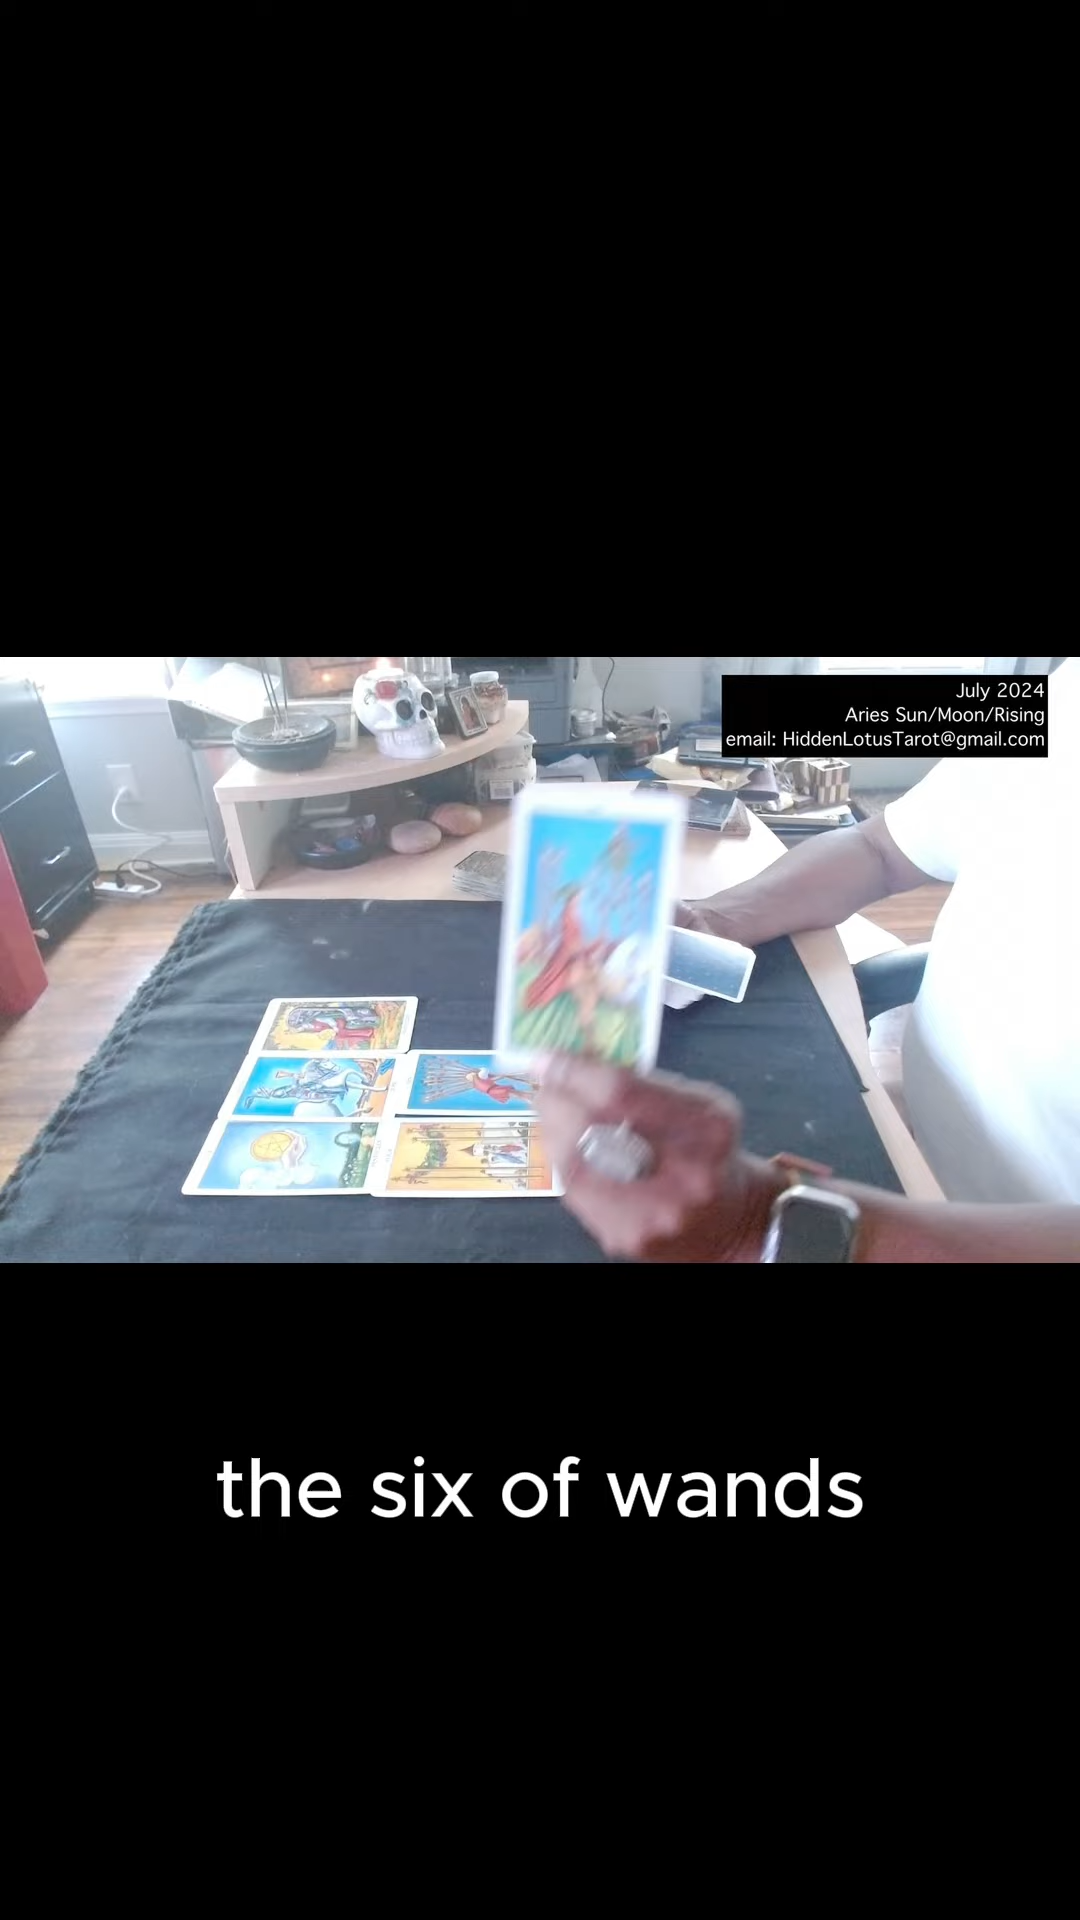 July 2024
Aries Sun/Moon/Rising
email: HiddenLotusTarot@gmail.com
the six of wands